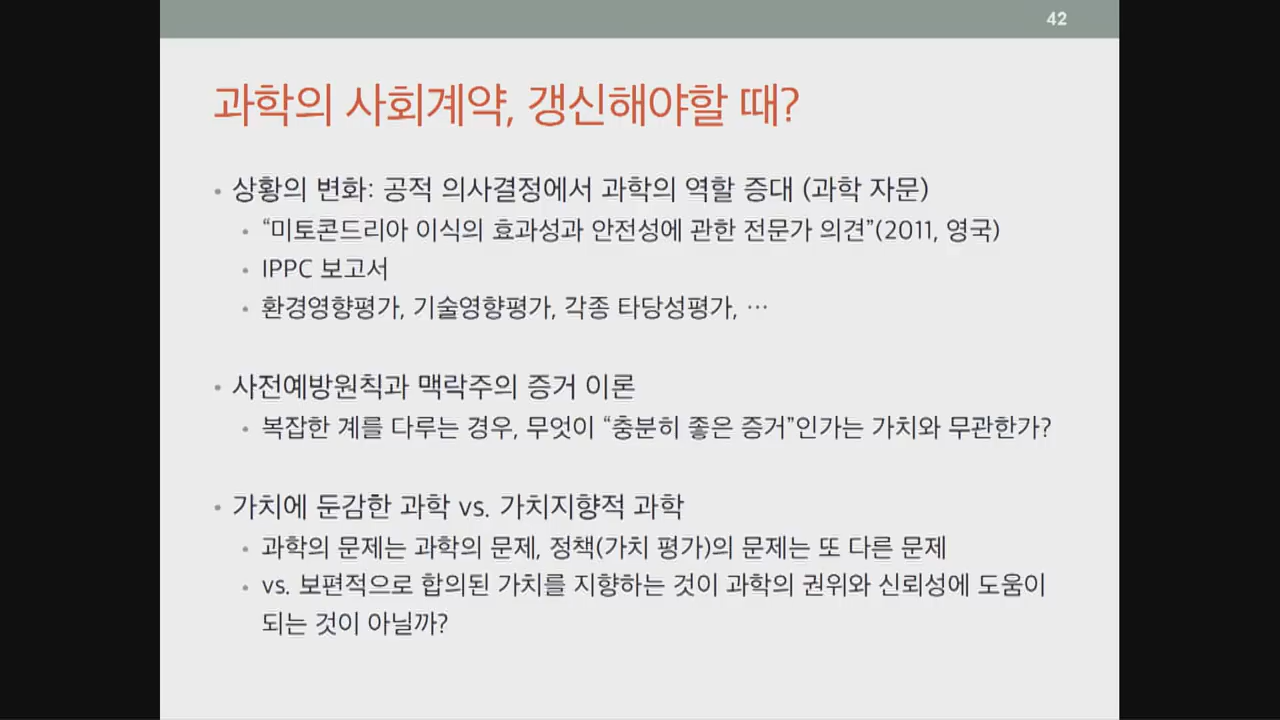 42
과학의 사회계약, 갱신해야할 때?
• 상황의 변화: 공적 의사결정에서 과학의 역할 증대 (과학 자문)
• “미토콘드리아 이식의 효과성과 안전성에 관한 전문가 의견”(2011, 영국)
• IPPC 보고서
• 환경영향평가, 기술영향평가, 각종 타당성평가, …
• 사전예방원칙과 맥락주의 증거 이론
• 복잡한 계를 다루는 경우, 무엇이 “충분히 좋은 증거”인가는 가치와 무관한가?
• 가치에 둔감한 과학 vs. 가치지향적 과학
• 과학의 문제는 과학의 문제, 정책(가치 평가)의 문제는 또 다른 문제
• vs. 보편적으로 합의된 가치를 지향하는 것이 과학의 권위와 신뢰성에 도움이
되는 것이 아닐까?